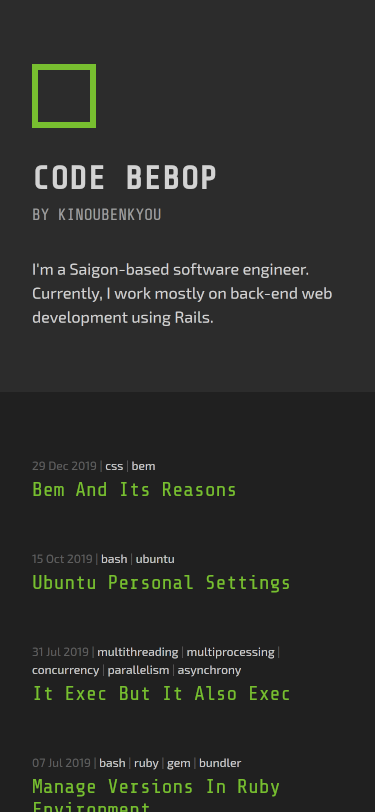 CODE BEBOP
BY KINOUBENKYOU
I'm a Saigon-based software engineer.
Currently, I work mostly on back-end web
development using Rails.
29 Dec 2019 | css | bem
Bem And Its Reasons
15 Oct 2019 | bash | ubuntu
Ubuntu Personal Settings
31 Jul 2019 | multithreading | multiprocessing |
concurrency | parallelism | asynchrony
It Exec But It Also Exec
07 Jul 2019 | bash | ruby | gem | bundler
Manage Versions In Ruby
Environment